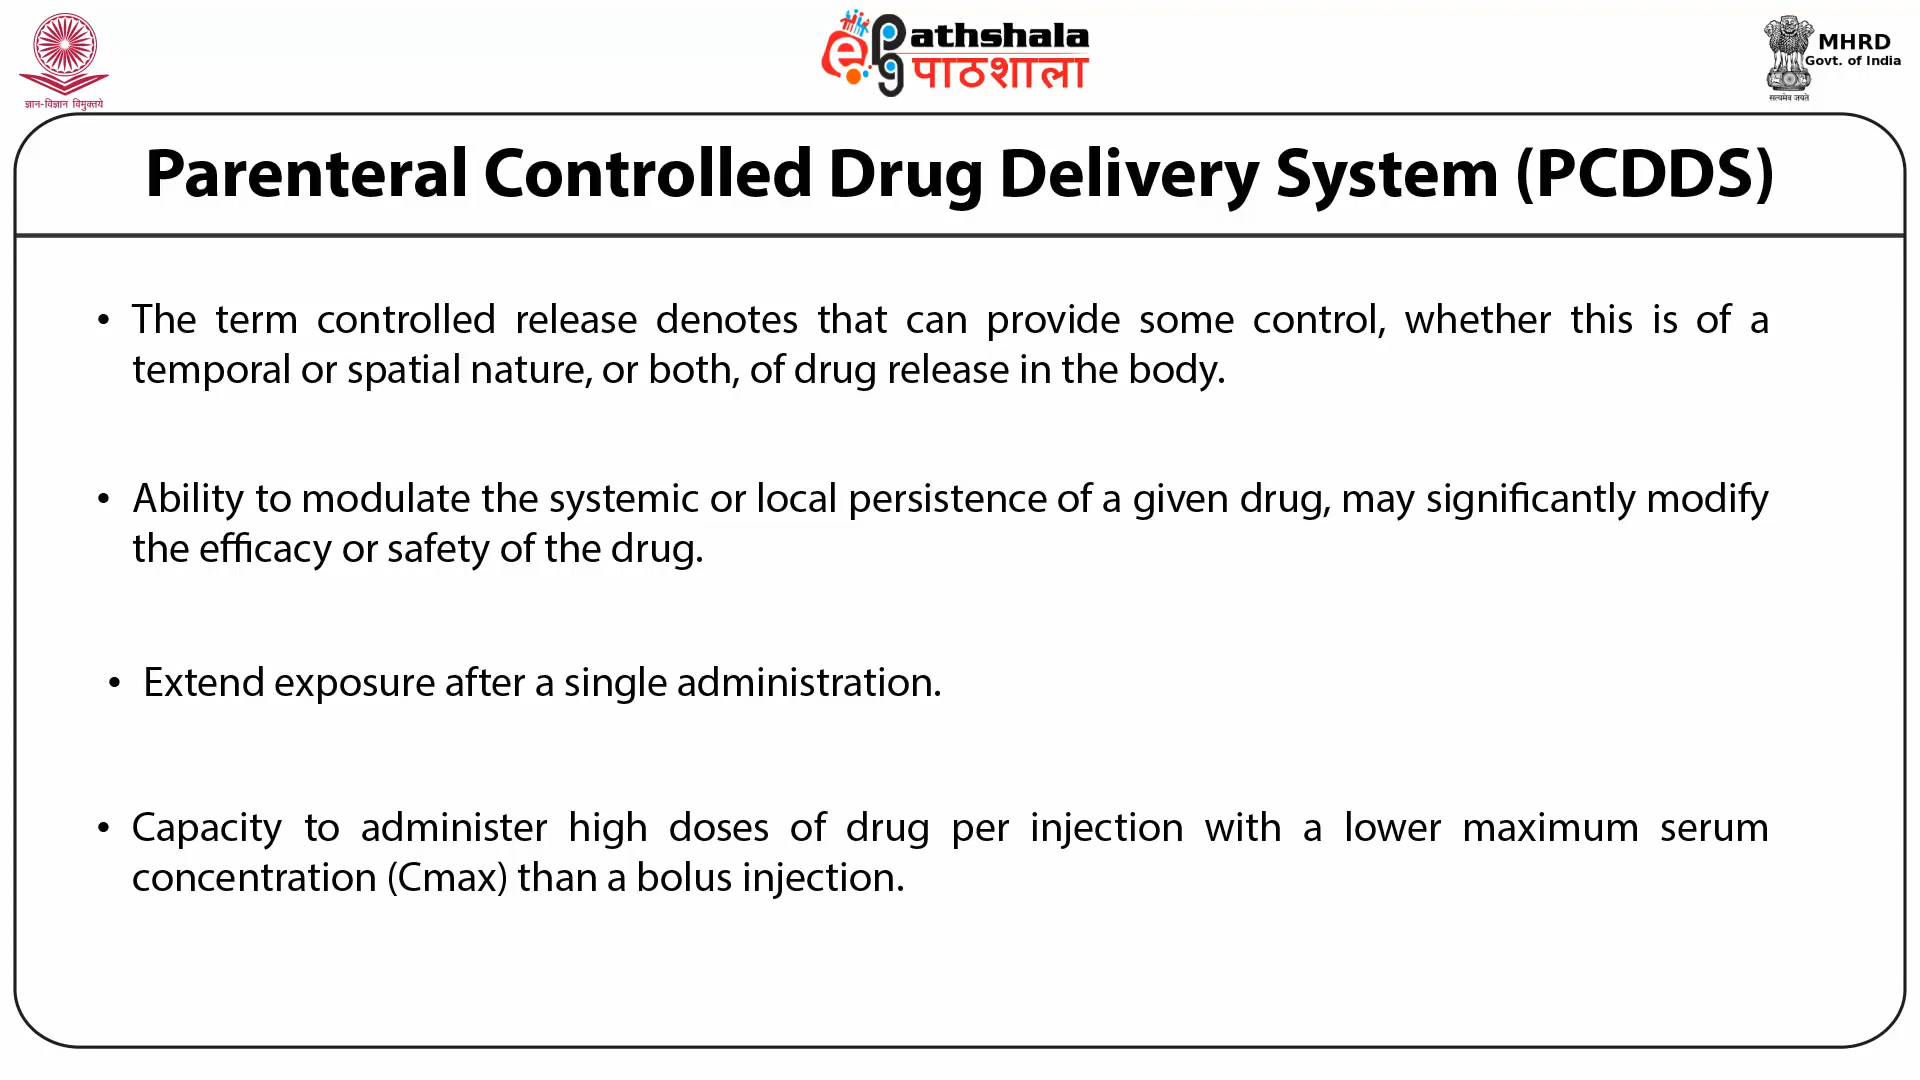 ज्ञान-विज्ञान विमुक्तये
ePathshala
पाठशाला
MHRD
Govt. of India
सत्यमेव जयते
Parenteral Controlled Drug Delivery System (PCDDS)
• The term controlled release denotes that can provide some control, whether this is of a
temporal or spatial nature, or both, of drug release in the body.
• Ability to modulate the systemic or local persistence of a given drug, may significantly modify
the efficacy or safety of the drug.
• Extend exposure after a single administration.
• Capacity to administer high doses of drug per injection with a lower maximum serum
concentration (Cmax) than a bolus injection.